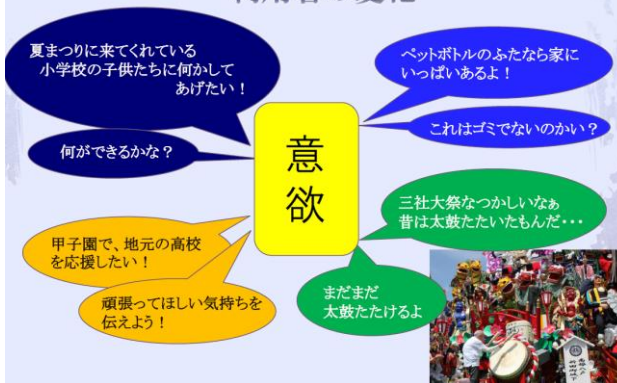 夏まつりに来てくれている
小学校の子供たちに何かして
あげたい！
何ができるかな？
ペットボトルのふたなら家に
いっぱいあるよ！
これはゴミでないのかい？
意
欲
甲子園で、地元の高校
を応援したい！
頑張ってほしい気持ちを
伝えよう！
三社大祭なつかしいなぁ
昔は太鼓たたいたもんだ・・・
まだまだ
太鼓たたけるよ